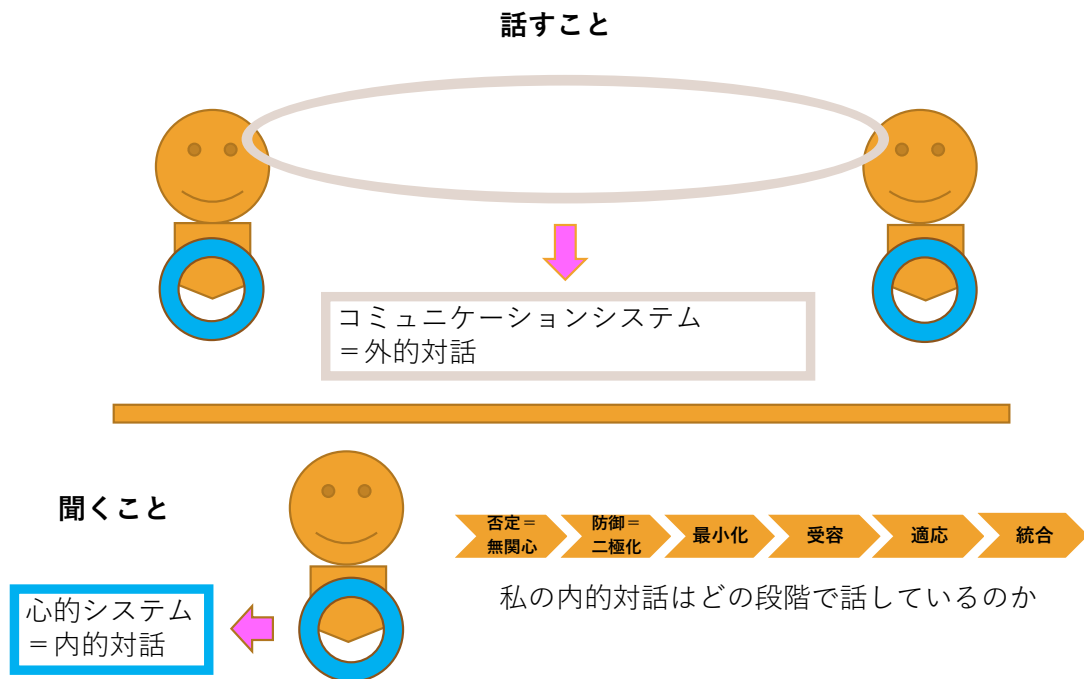 話すこと
コミュニケーションシステム
＝外的対話
聞くこと
心的システム
＝内的対話
否定＝
無関心
防御＝
二極化
最小化
受容
適応
統合
私の内的対話はどの段階で話しているのか